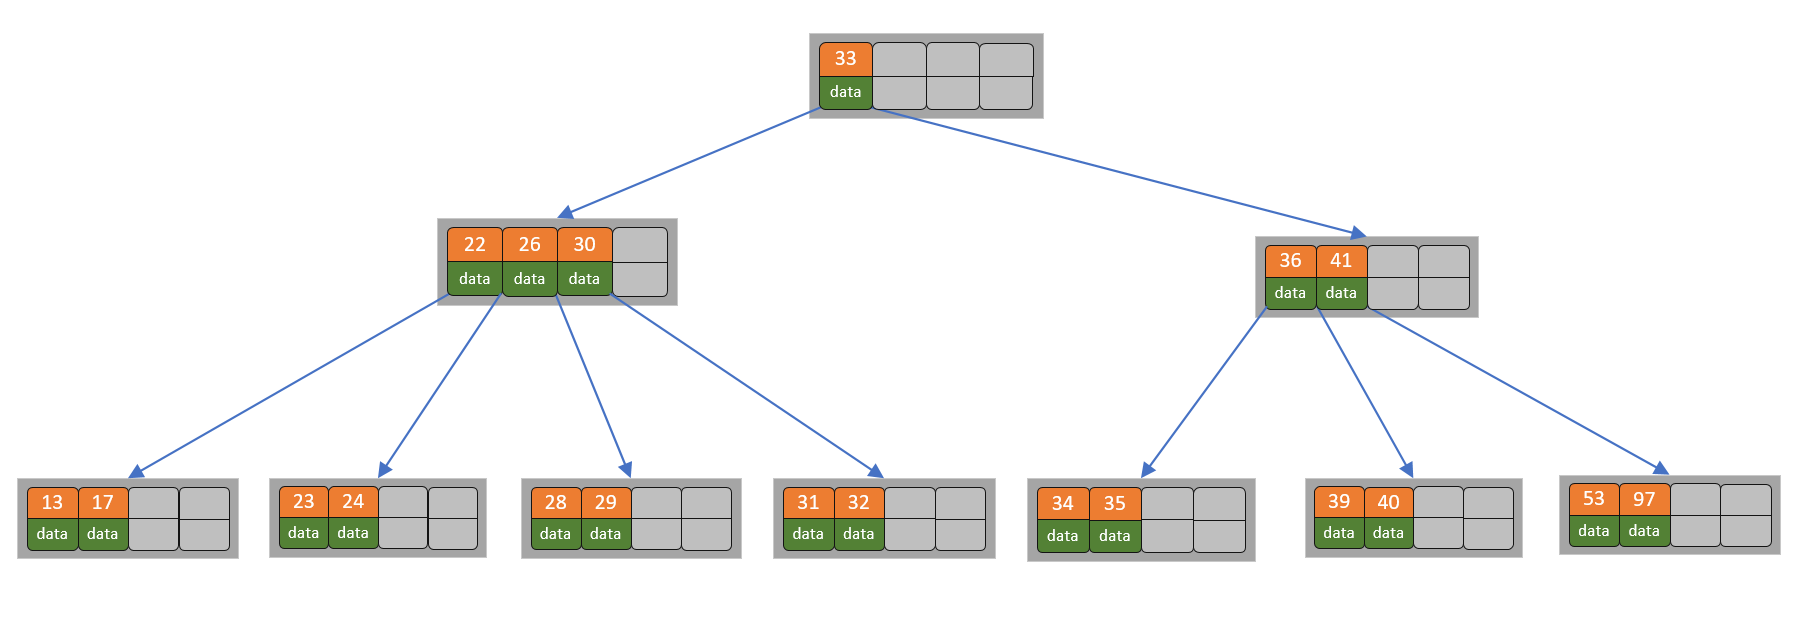 33
data
22 26 30
data data data
36 41
data data
13 17
data data
23 24
data data
28 29
data data
31 32
data data
34 35
data data
39 40
data data
53 97
data data